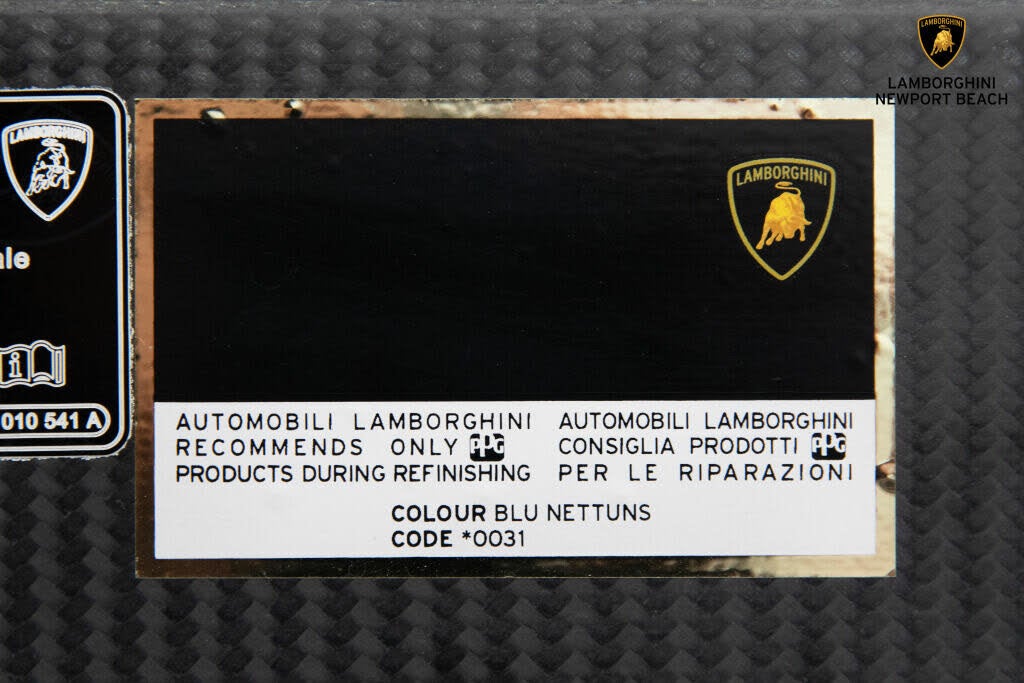 LAMBORGHINI
LAMBORGHINI
NEWPORT BEACH
LAMBORGHINI
ale
i
010 541 A
LAMBORGHINI
AUTOMOBILI LAMBORGHINI
RECOMMENDS ONLY PPG
PRODUCTS DURING REFINISHING
AUTOMOBILI LAMBORGHINI
CONSIGLIA PRODOTTI PPG
PER LE RIPARAZIONI
COLOUR BLU NETTUNS
CODE *0031